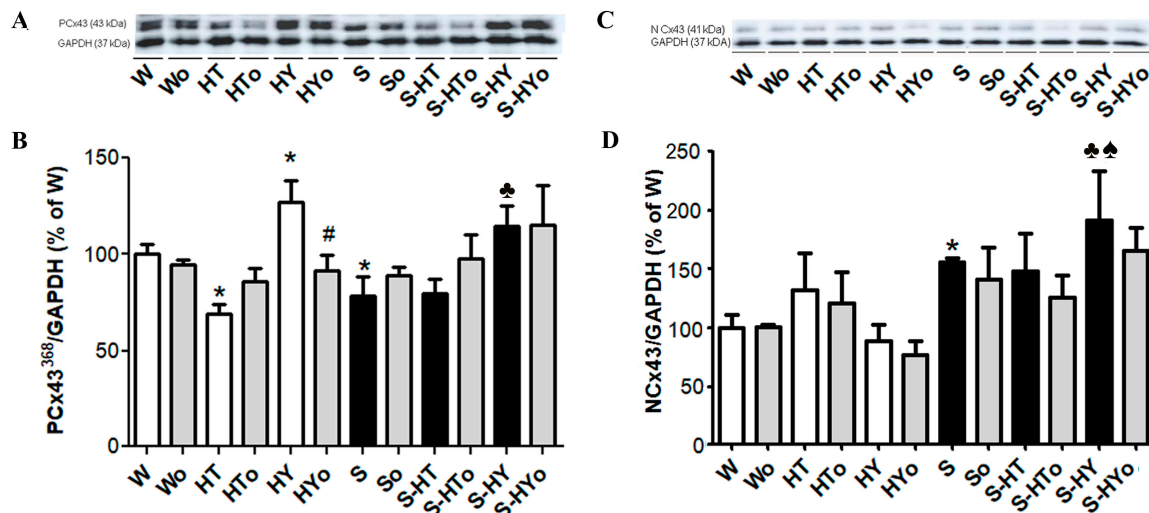 A
PCx43 (43 kDa)
GAPDH (37 kDa)
W Wo HT HTo HY HYo S So S-HT S-HTo S-HY S-HYo
B
PCx43³⁶⁸/GAPDH (% of W)
150
100
50
0
* * # * ♣
W Wo HT HTo HY HYo S So S-HT S-HTo S-HY S-HYo
C
N Cx43 (41 kDa)
GAPDH (37 kDA)
W Wo HT HTo HY HYo S So S-HT S-HTo S-HY S-HYo
D
NCx43/GAPDH (% of W)
250
200
150
100
50
0
* ♣ ♠
W Wo HT HTo HY HYo S So S-HT S-HTo S-HY S-HYo